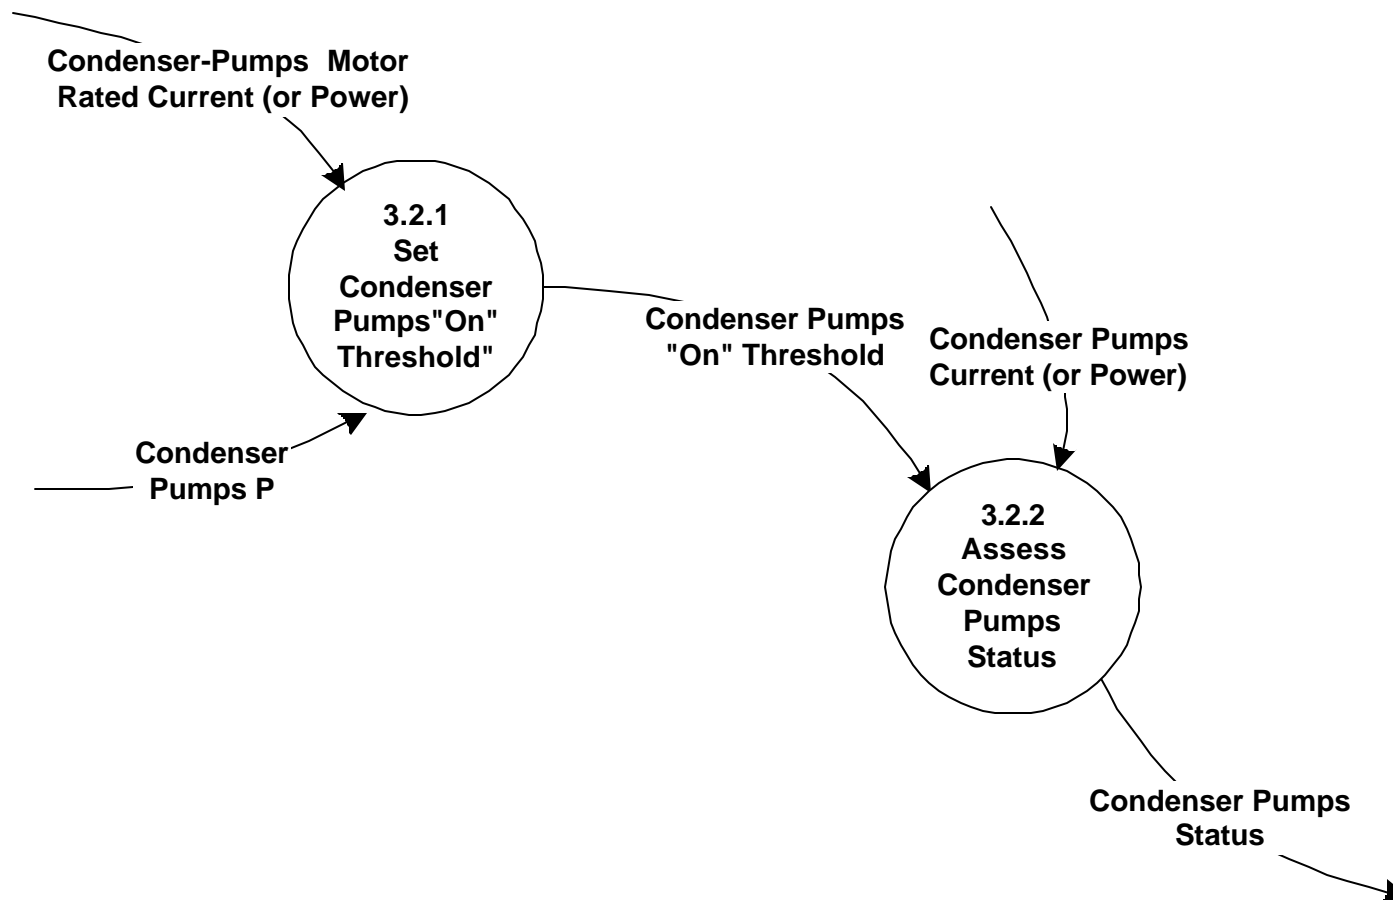 Condenser-Pumps Motor
Rated Current (or Power)
3.2.1
Set
Condenser
Pumps"On"
Threshold"
Condenser Pumps
"On" Threshold
Condenser Pumps
Current (or Power)
Condenser
Pumps P
3.2.2
Assess
Condenser
Pumps
Status
Condenser Pumps
Status